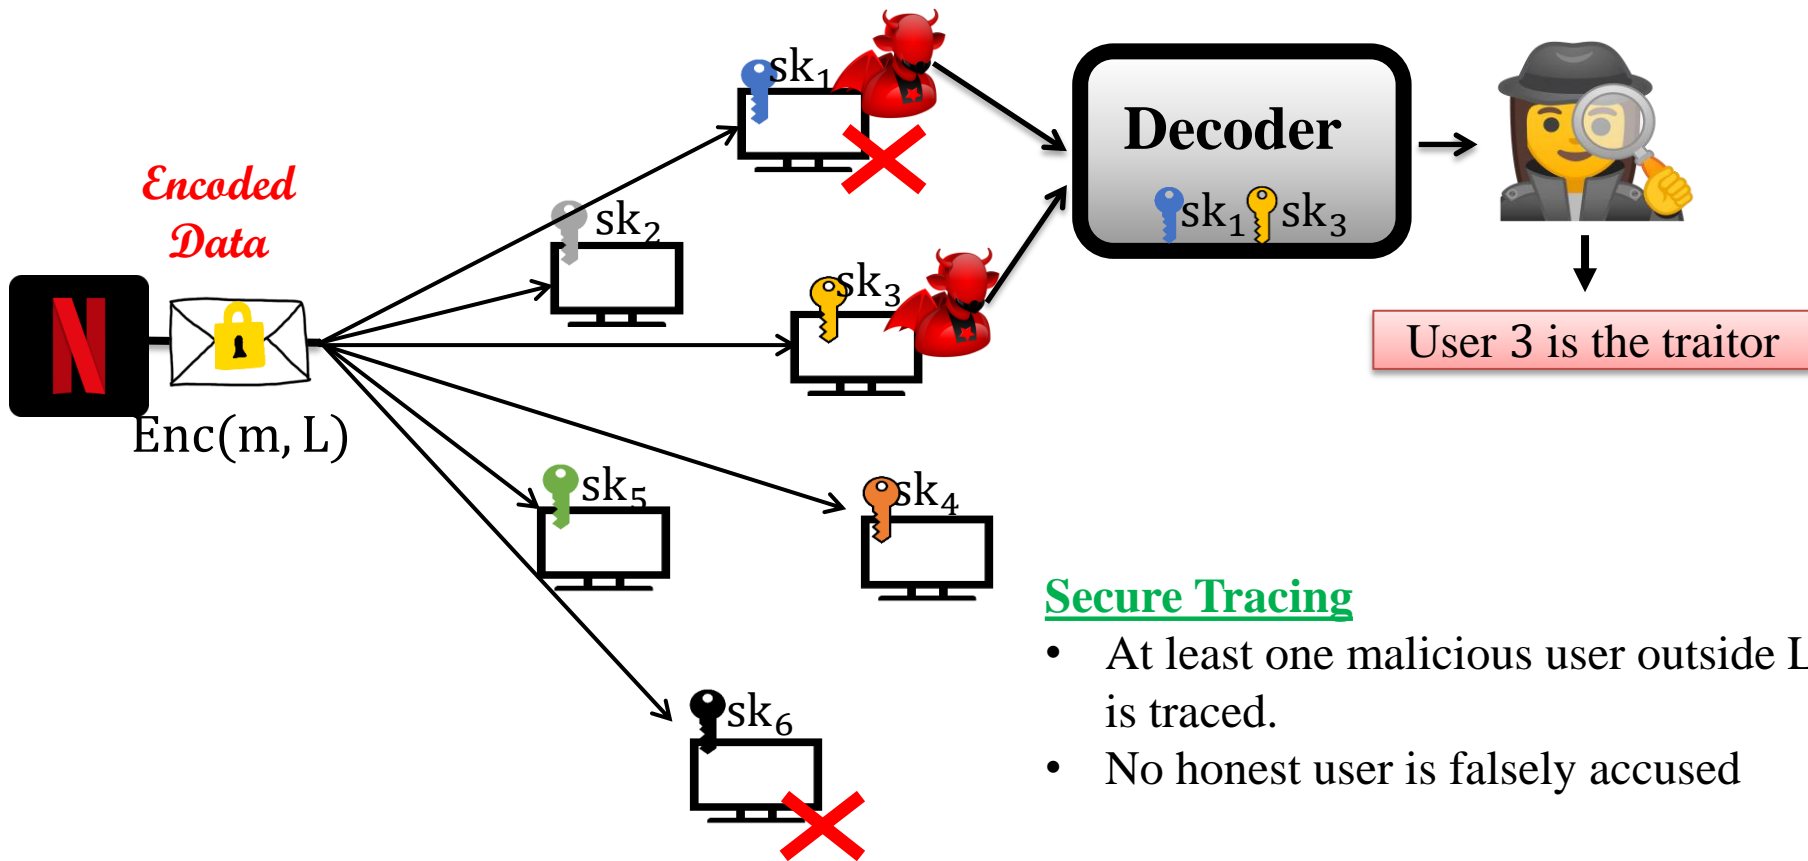 Encoded
Data
N
Enc(m, L)
sk₁
sk₂
sk₃
sk₅
sk₄
sk₆
Decoder
sk₁ sk₃
User 3 is the traitor
Secure Tracing
• At least one malicious user outside L
is traced.
• No honest user is falsely accused